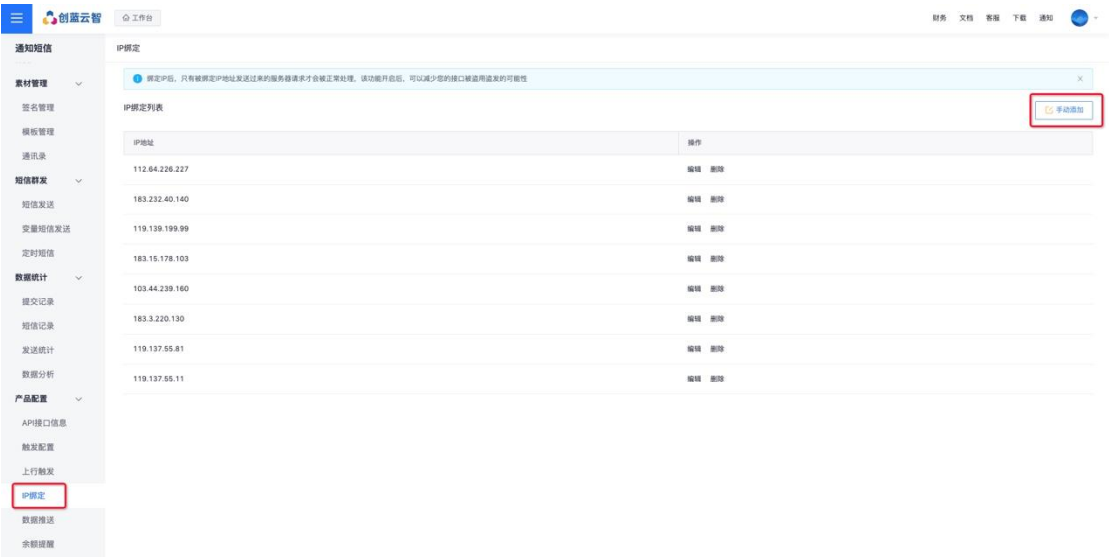 创蓝云智 工作台 财务 文档 客服 下载 通知
通知短信
IP绑定
素材管理
绑定IP后，只有被绑定IP地址发送过来的服务器请求才会被正常处理，该功能开启后，可以减少您的接口被盗用盗发的可能性
签名管理
IP绑定列表
手动添加
模板管理
IP地址 操作
通讯录
112.64.226.227 编辑 删除
短信群发
183.232.40.140 编辑 删除
短信发送
变量短信发送
119.139.199.99 编辑 删除
定时短信
183.15.178.103 编辑 删除
数据统计
103.44.239.160 编辑 删除
提交记录
183.3.220.130 编辑 删除
短信记录
发送统计
119.137.55.81 编辑 删除
数据分析
119.137.55.11 编辑 删除
产品配置
API接口信息
触发配置
上行触发
IP绑定
数据推送
余额提醒